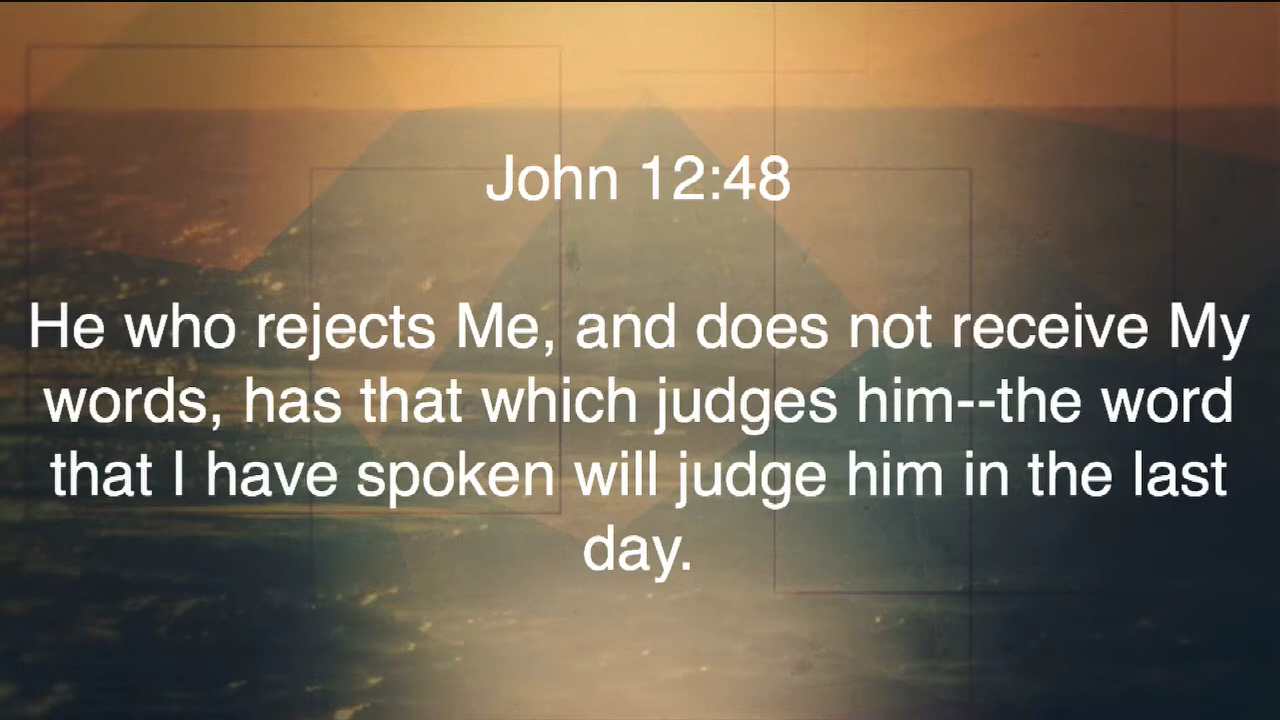 John 12:48
He who rejects Me, and does not receive My
words, has that which judges him--the word
that I have spoken will judge him in the last
day.